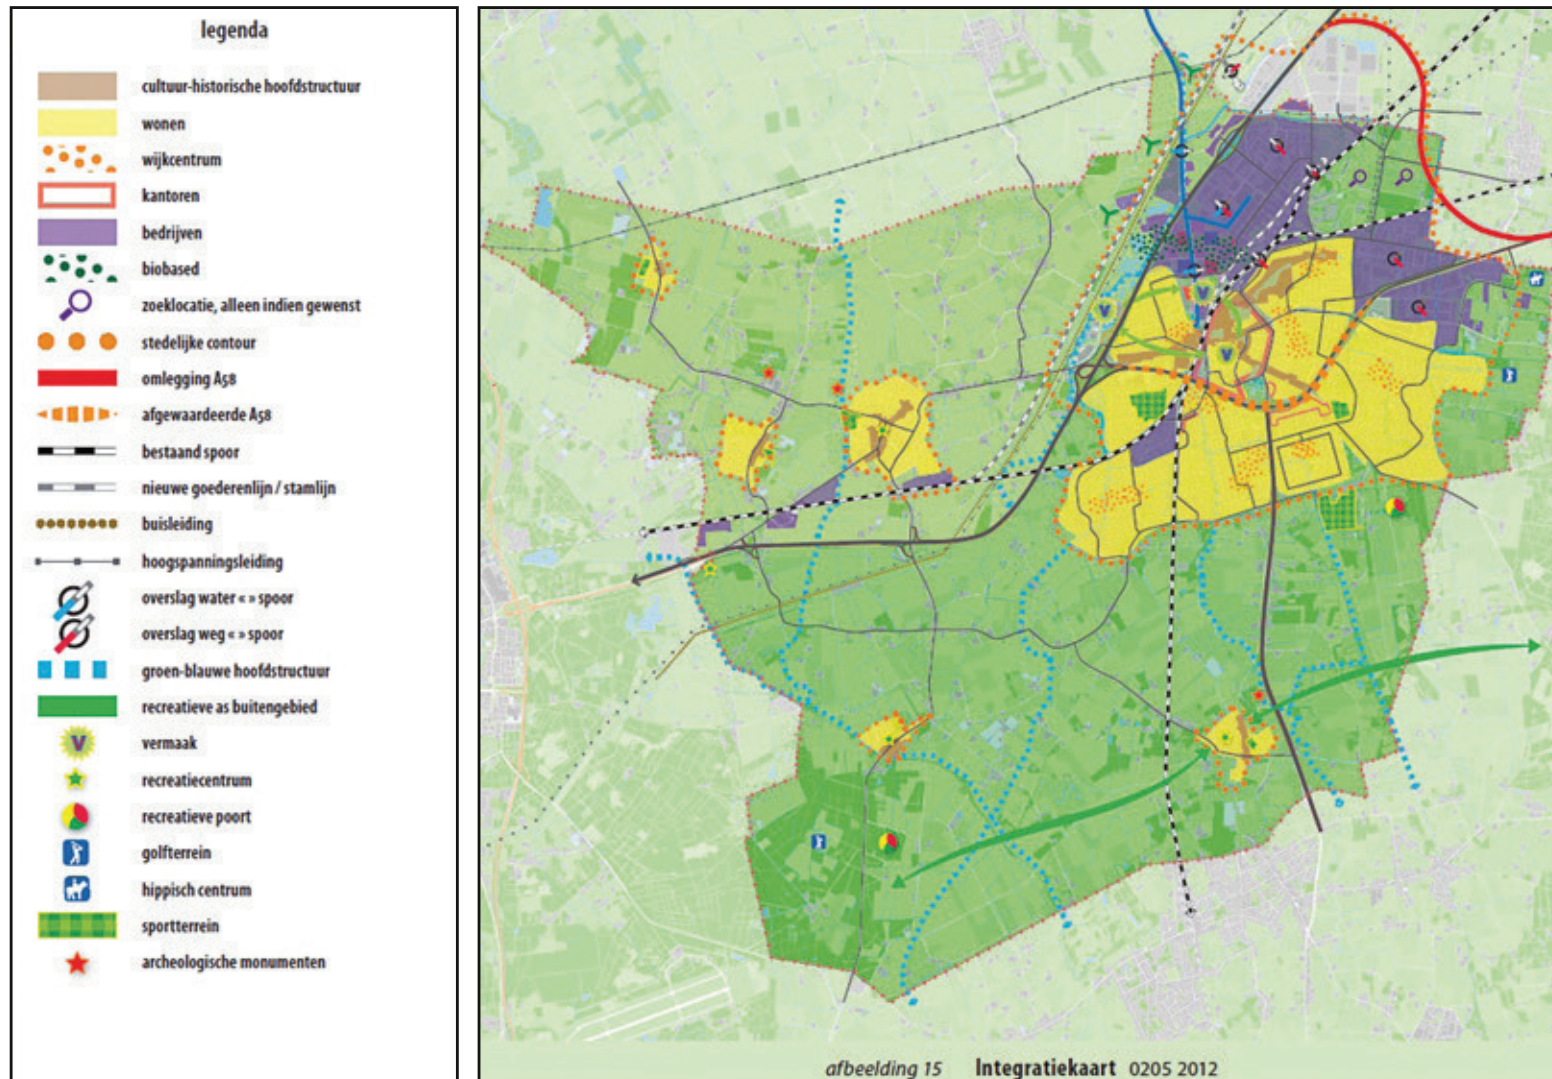 legenda
cultuur-historische hoofdstructuur
wonen
wijkcentrum
kantoren
bedrijven
biobased
zoeklocatie, alleen indien gewenst
stedelijke contour
omlegging A58
afgewaardeerde A58
bestaand spoor
nieuwe goederenlijn / stamlijn
buisleiding
hoogspanningsleiding
overslag water « » spoor
overslag weg « » spoor
groen-blauwe hoofdstructuur
recreatieve as buitengebied
V vermaak
recreatiecentrum
recreatieve poort
golfterrein
hippisch centrum
sportterrein
archeologische monumenten
V
V
V
afbeelding 15 Integratiekaart 0205 2012